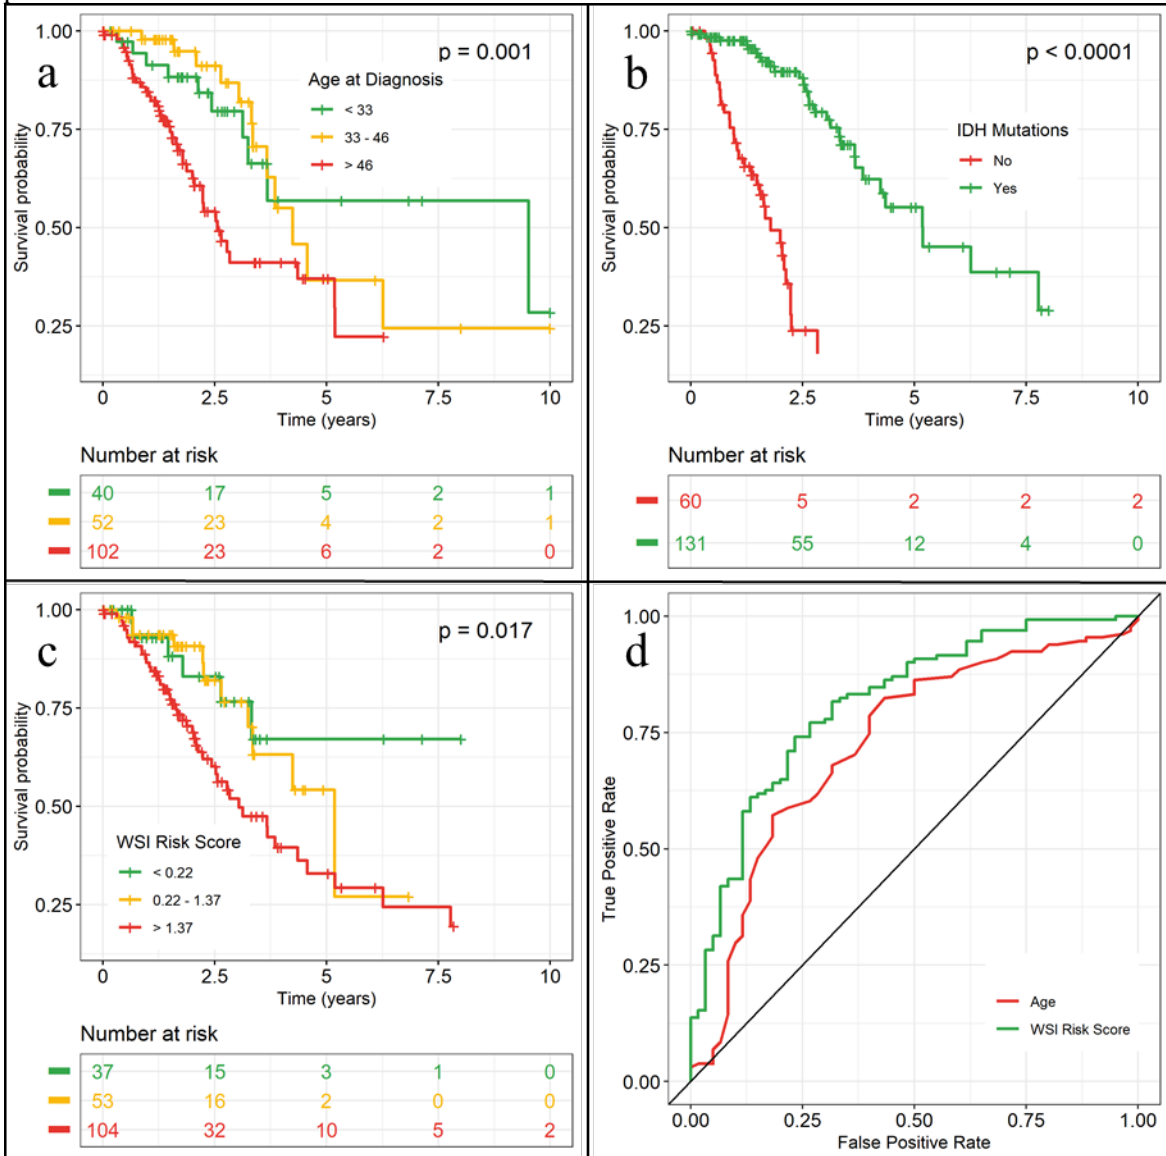 a
p = 0.001
Age at Diagnosis
< 33
33 - 46
> 46
Survival probability
1.00
0.75
0.50
0.25
0 2.5 5 7.5 10
Time (years)
Number at risk
40 17 5 2 1
52 23 4 2 1
102 23 6 2 0
b
p < 0.0001
IDH Mutations
No
Yes
Survival probability
1.00
0.75
0.50
0.25
0 2.5 5 7.5 10
Time (years)
Number at risk
60 5 2 2 2
131 55 12 4 0
c
p = 0.017
WSI Risk Score
< 0.22
0.22 - 1.37
> 1.37
Survival probability
1.00
0.75
0.50
0.25
0 2.5 5 7.5 10
Time (years)
Number at risk
37 15 3 1 0
53 16 2 0 0
104 32 10 5 2
d
True Positive Rate
1.00
0.75
0.50
0.25
0.00
Age
WSI Risk Score
0.00 0.25 0.50 0.75 1.00
False Positive Rate